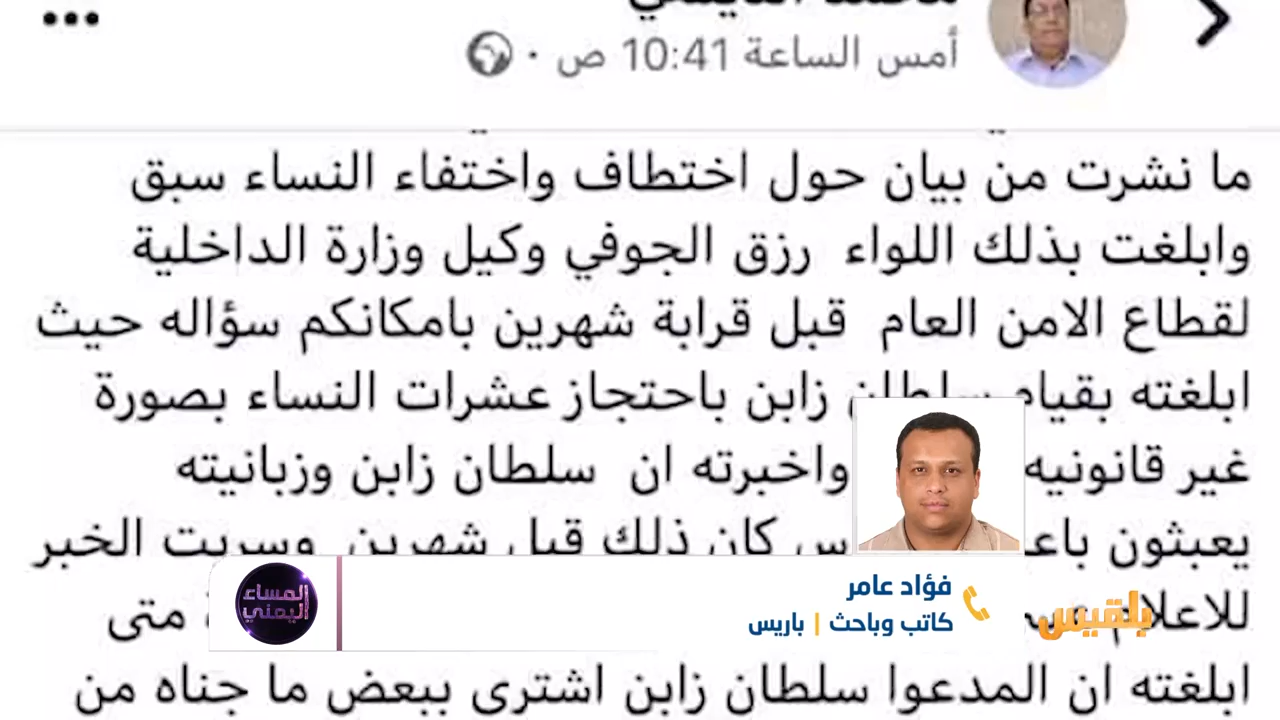 أمس الساعة 10:41 ص
ما نشرت من بيان حول اختطاف واختفاء النساء سبق
وابلغت بذلك اللواء رزق الجوفي وكيل وزارة الداخلية
لقطاع الامن العام قبل قرابة شهرين بامكانكم سؤاله حيث
ابلغته بقيام سلطان زابن باحتجاز عشرات النساء بصورة
غير قانونيه واخبرته ان سلطان زابن وزبانيته
يعبثون كان ذلك قبل شهرين وسربت الخبر
للاعلام متى
ابلغته ان المدعوا سلطان زابن اشترى ببعض ما جناه من
فؤاد عامر
كاتب وباحث | باريس
المساء
اليمني
بلقيس